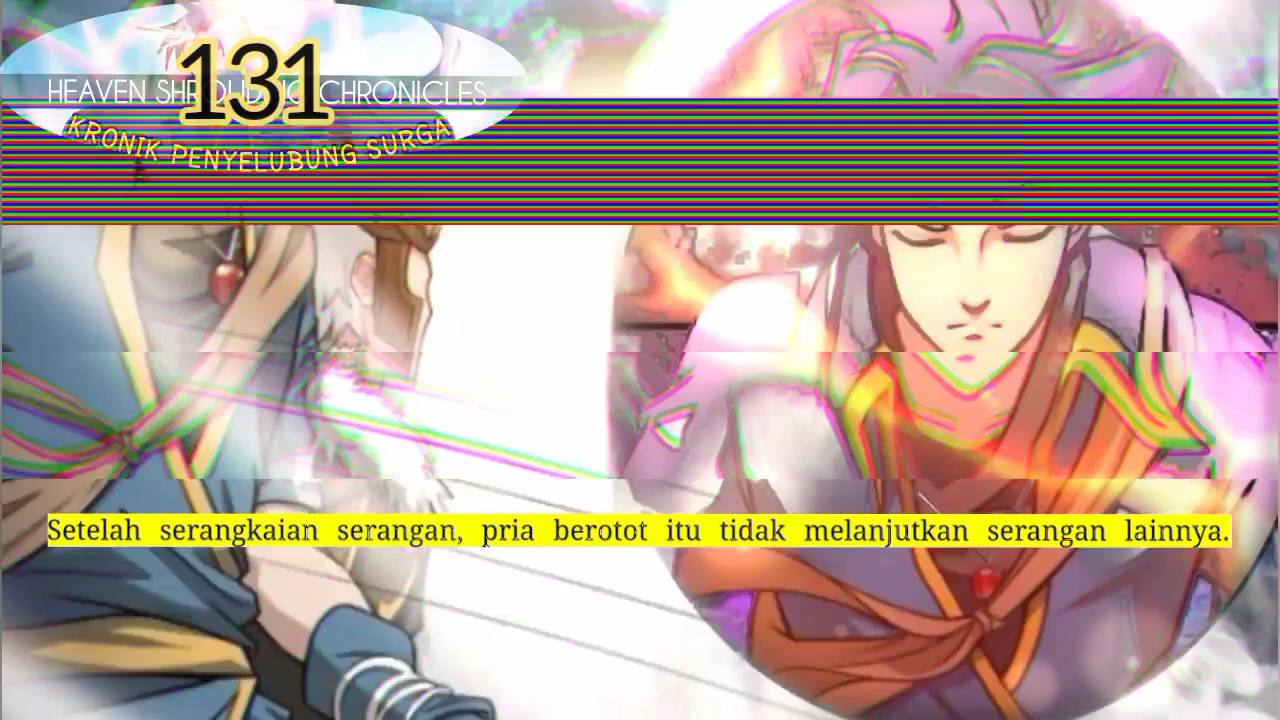 131
HEAVEN SHROUDING CHRONICLES
KRONIK PENYELUBUNG SURGA
Setelah serangkaian serangan, pria berotot itu tidak melanjutkan serangan lainnya.